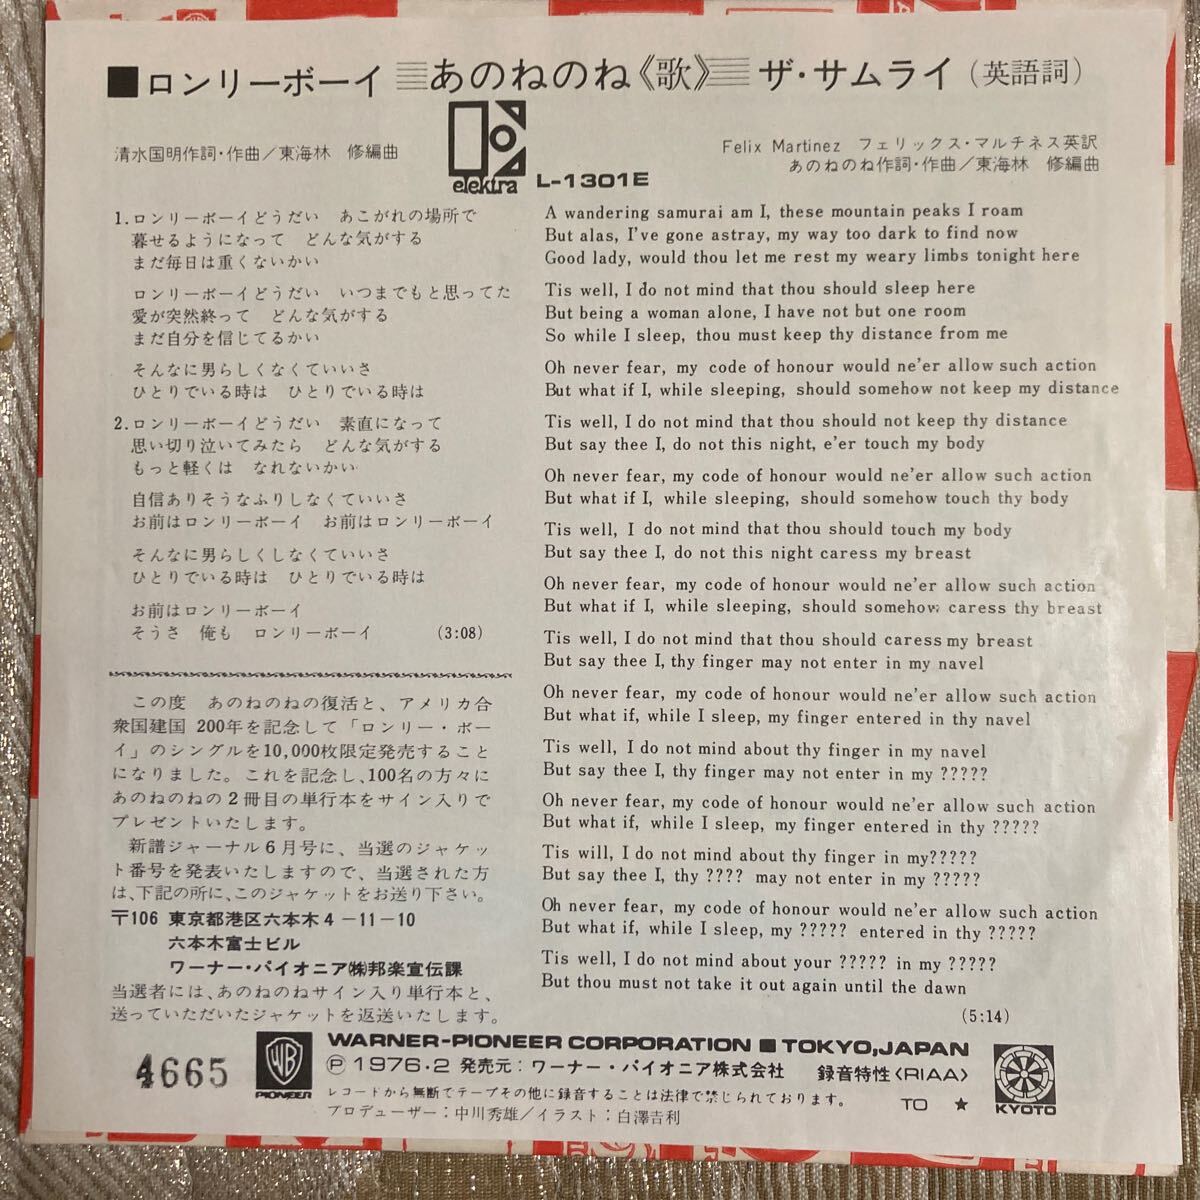 ■ロンリーボーイ あのねのね《歌》 ザ・サムライ(英語詞)
清水国明作詞・作曲/東海林 修編曲
elektra L-1301E
Felix Martinez フェリックス・マルチネス英訳
あのねのね作詞・作曲/東海林 修編曲
1. ロンリーボーイどうだい あこがれの場所で
暮せるようになって どんな気がする
まだ毎日は重くないかい
ロンリーボーイどうだい いつまでもと思ってた
愛が突然終って どんな気がする
まだ自分を信じてるかい
そんなに男らしくなくていいさ
ひとりでいる時は ひとりでいる時は
2. ロンリーボーイどうだい 素直になって
思い切り泣いてみたら どんな気がする
もっと軽くは なれないかい
自信ありそうなふりしなくていいさ
お前はロンリーボーイ お前はロンリーボーイ
そんなに男らしくしなくていいさ
ひとりでいる時は ひとりでいる時は
お前はロンリーボーイ
そうさ 俺も ロンリーボーイ (3:08)
この度 あのねのねの復活と、アメリカ合
衆国建国 200年を記念して「ロンリー・ボー
イ」のシングルを10,000枚限定発売すること
になりました。これを記念し、100名の方々に
あのねのねの2冊目の単行本をサイン入りで
プレゼントいたします。
新譜ジャーナル6月号に、当選のジャケッ
ト番号を発表いたしますので、当選された方
は、下記の所に、このジャケットをお送り下さい。
〒106 東京都港区六本木4-11-10
六本木富士ビル
ワーナー・パイオニア㈱邦楽宣伝課
当選者には、あのねのねサイン入り単行本と、
送っていただいたジャケットを返送いたします。
A wandering samurai am I, these mountain peaks I roam
But alas, I've gone astray, my way too dark to find now
Good lady, would thou let me rest my weary limbs tonight here
Tis well, I do not mind that thou should sleep here
But being a woman alone, I have not but one room
So while I sleep, thou must keep thy distance from me
Oh never fear, my code of honour would ne'er allow such action
But what if I, while sleeping, should somehow not keep my distance
Tis well, I do not mind that thou should not keep thy distance
But say thee I, do not this night, e'er touch my body
Oh never fear, my code of honour would ne'er allow such action
But what if I, while sleeping, should somehow touch thy body
Tis well, I do not mind that thou should touch my body
But say thee I, do not this night caress my breast
Oh never fear, my code of honour would ne'er allow such action
But what if I, while sleeping, should somehow caress thy breast
Tis well, I do not mind that thou should caress my breast
But say thee I, thy finger may not enter in my navel
Oh never fear, my code of honour would ne'er allow such action
But what if, while I sleep, my finger entered in thy navel
Tis well, I do not mind about thy finger in my navel
But say thee I, thy finger may not enter in my ?????
Oh never fear, my code of honour would ne'er allow such action
But what if, while I sleep, my finger entered in thy ?????
Tis will, I do not mind about thy finger in my?????
But say thee I, thy ???? may not enter in my ?????
Oh never fear, my code of honour would ne'er allow such action
But what if, while I sleep, my ????? entered in thy ?????
Tis well, I do not mind about your ????? in my ?????
But thou must not take it out again until the dawn
(5:14)
4665
PIONEER
WARNER-PIONEER CORPORATION ■ TOKYO, JAPAN
Ⓟ1976・2 発売元:ワーナー・パイオニア株式会社 録音特性〈RIAA〉
レコードから無断でテープその他に録音することは法律で禁じられております。
TO ★
プロデューサー:中川秀雄/イラスト:白澤吉利
KYOTO